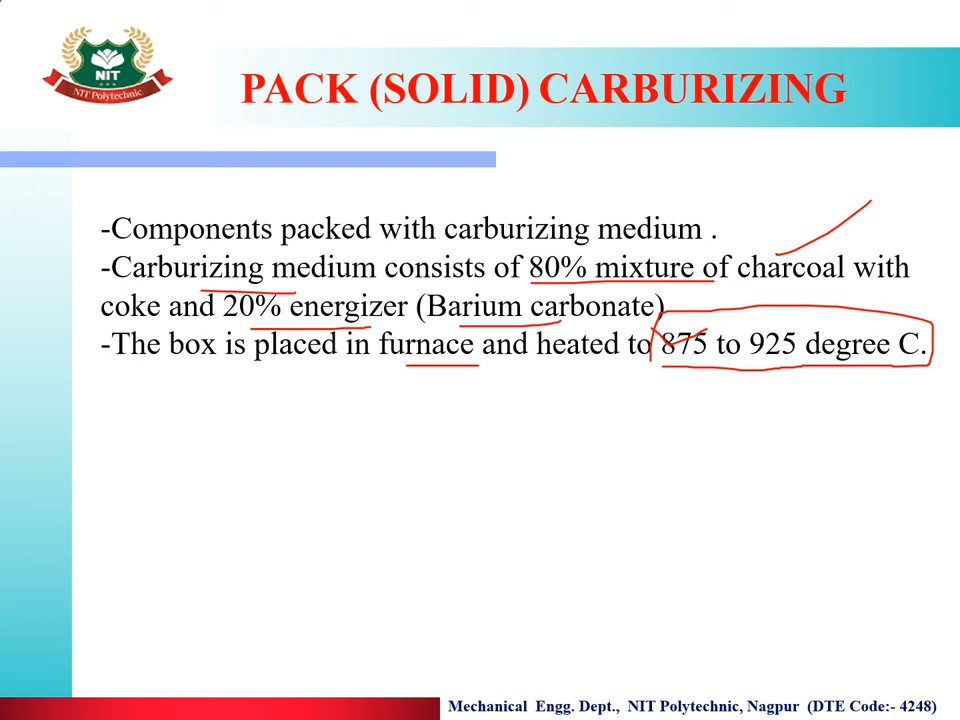 NIT
NIT Polytechnic
PACK (SOLID) CARBURIZING
-Components packed with carburizing medium .
-Carburizing medium consists of 80% mixture of charcoal with
coke and 20% energizer (Barium carbonate)
-The box is placed in furnace and heated to 875 to 925 degree C.
Mechanical Engg. Dept., NIT Polytechnic, Nagpur (DTE Code:- 4248)